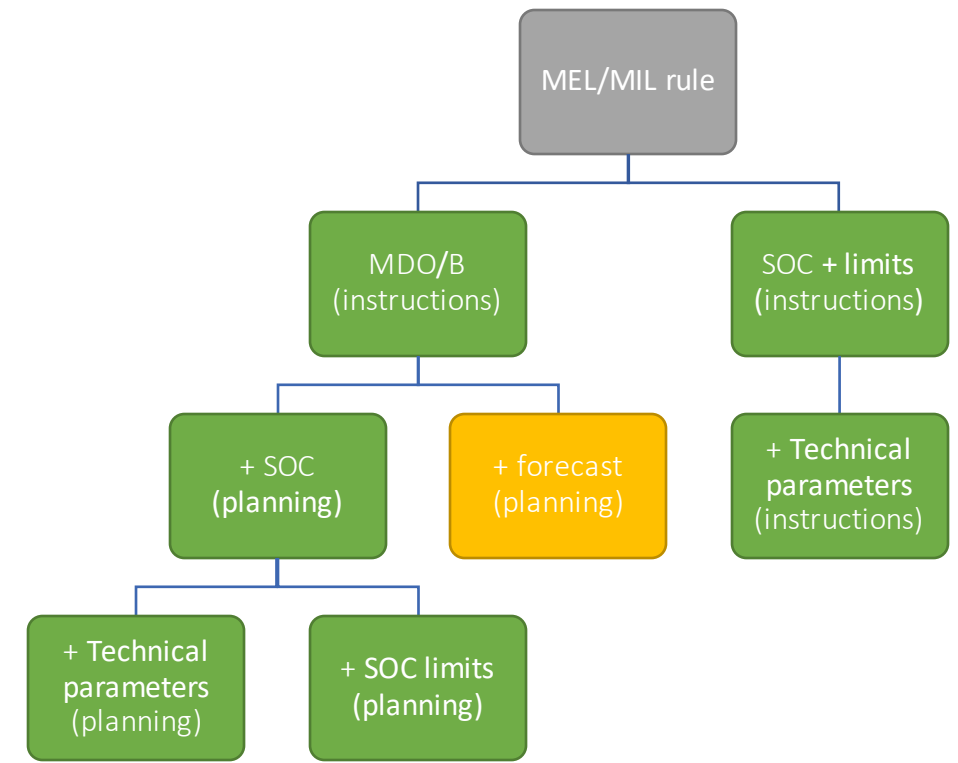 MEL/MIL rule
MDO/B
(instructions)
SOC + limits
(instructions)
+ SOC
(planning)
+ forecast
(planning)
+ Technical
parameters
(instructions)
+ Technical
parameters
(planning)
+ SOC limits
(planning)